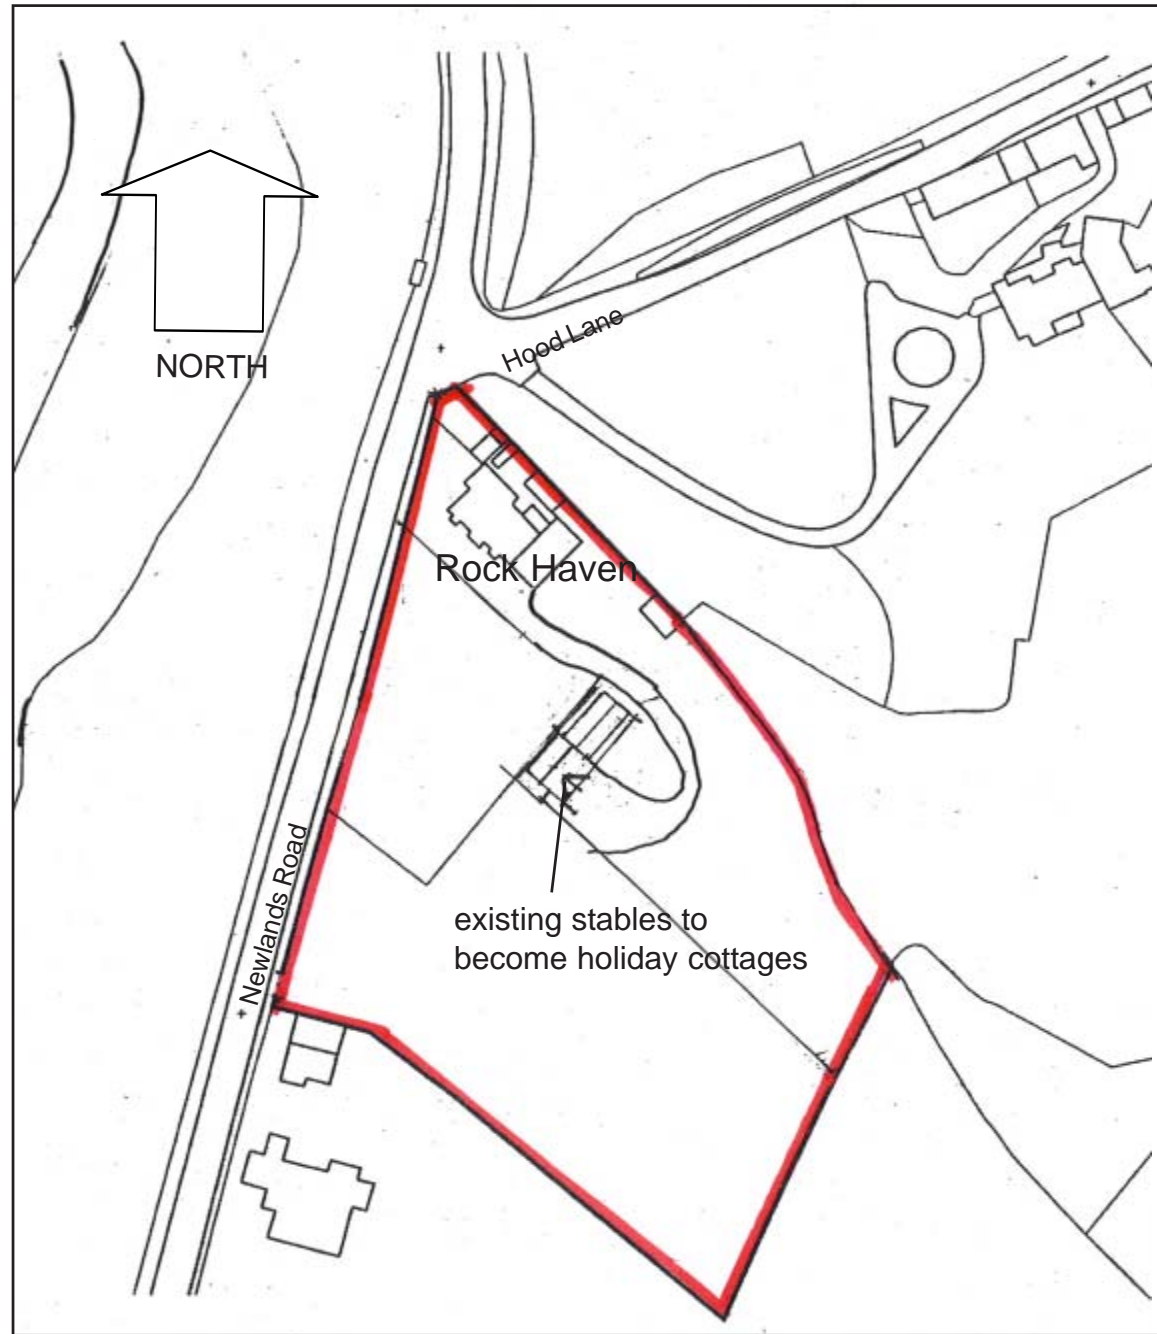 NORTH
Hood Lane
Rock Haven
Newlands Road
existing stables to
become holiday cottages